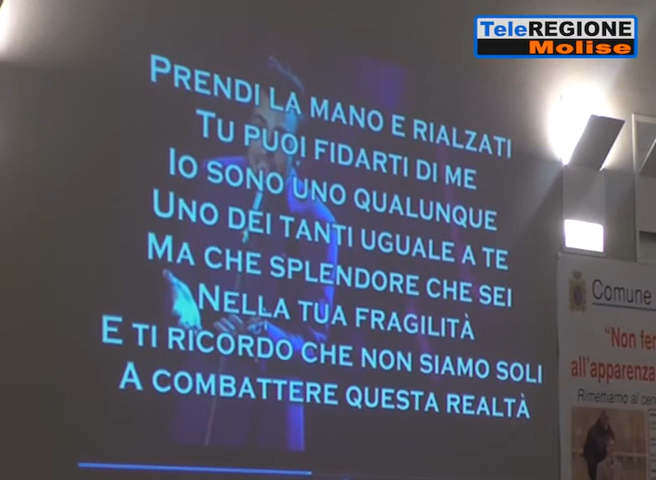 TeleREGIONE
Molise
PRENDI LA MANO E RIALZATI
TU PUOI FIDARTI DI ME
IO SONO UNO QUALUNQUE
UNO DEI TANTI UGUALE A TE
MA CHE SPLENDORE CHE SEI
NELLA TUA FRAGILITÀ
E TI RICORDO CHE NON SIAMO SOLI
A COMBATTERE QUESTA REALTÀ
Comune
"Non fer
all'apparenza
Rimettiamo al cen